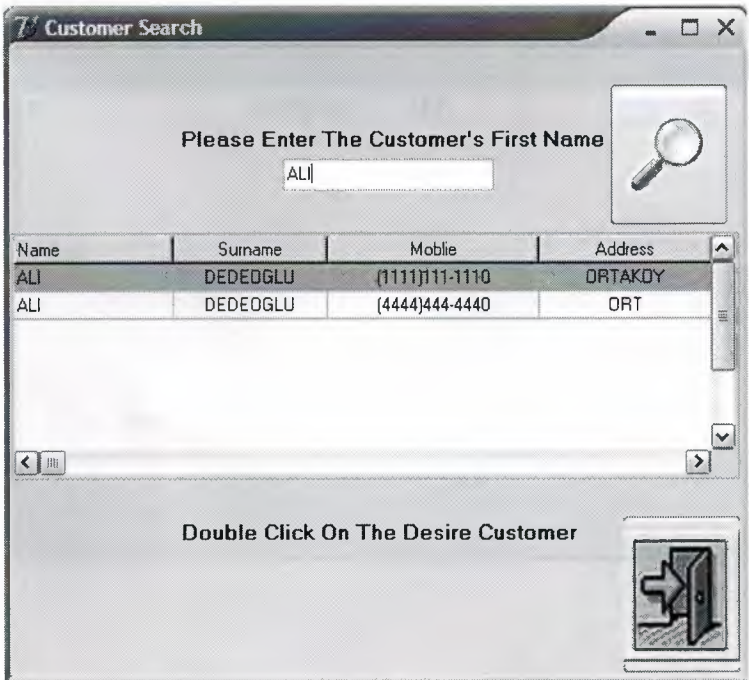 Customer Search
Please Enter The Customer's First Name
ALI
Name Surname Moblie Address
ALI DEDEOGLU (1111)111-1110 ORTAKOY
ALI DEDEOGLU (4444)444-4440 ORT
Double Click On The Desire Customer